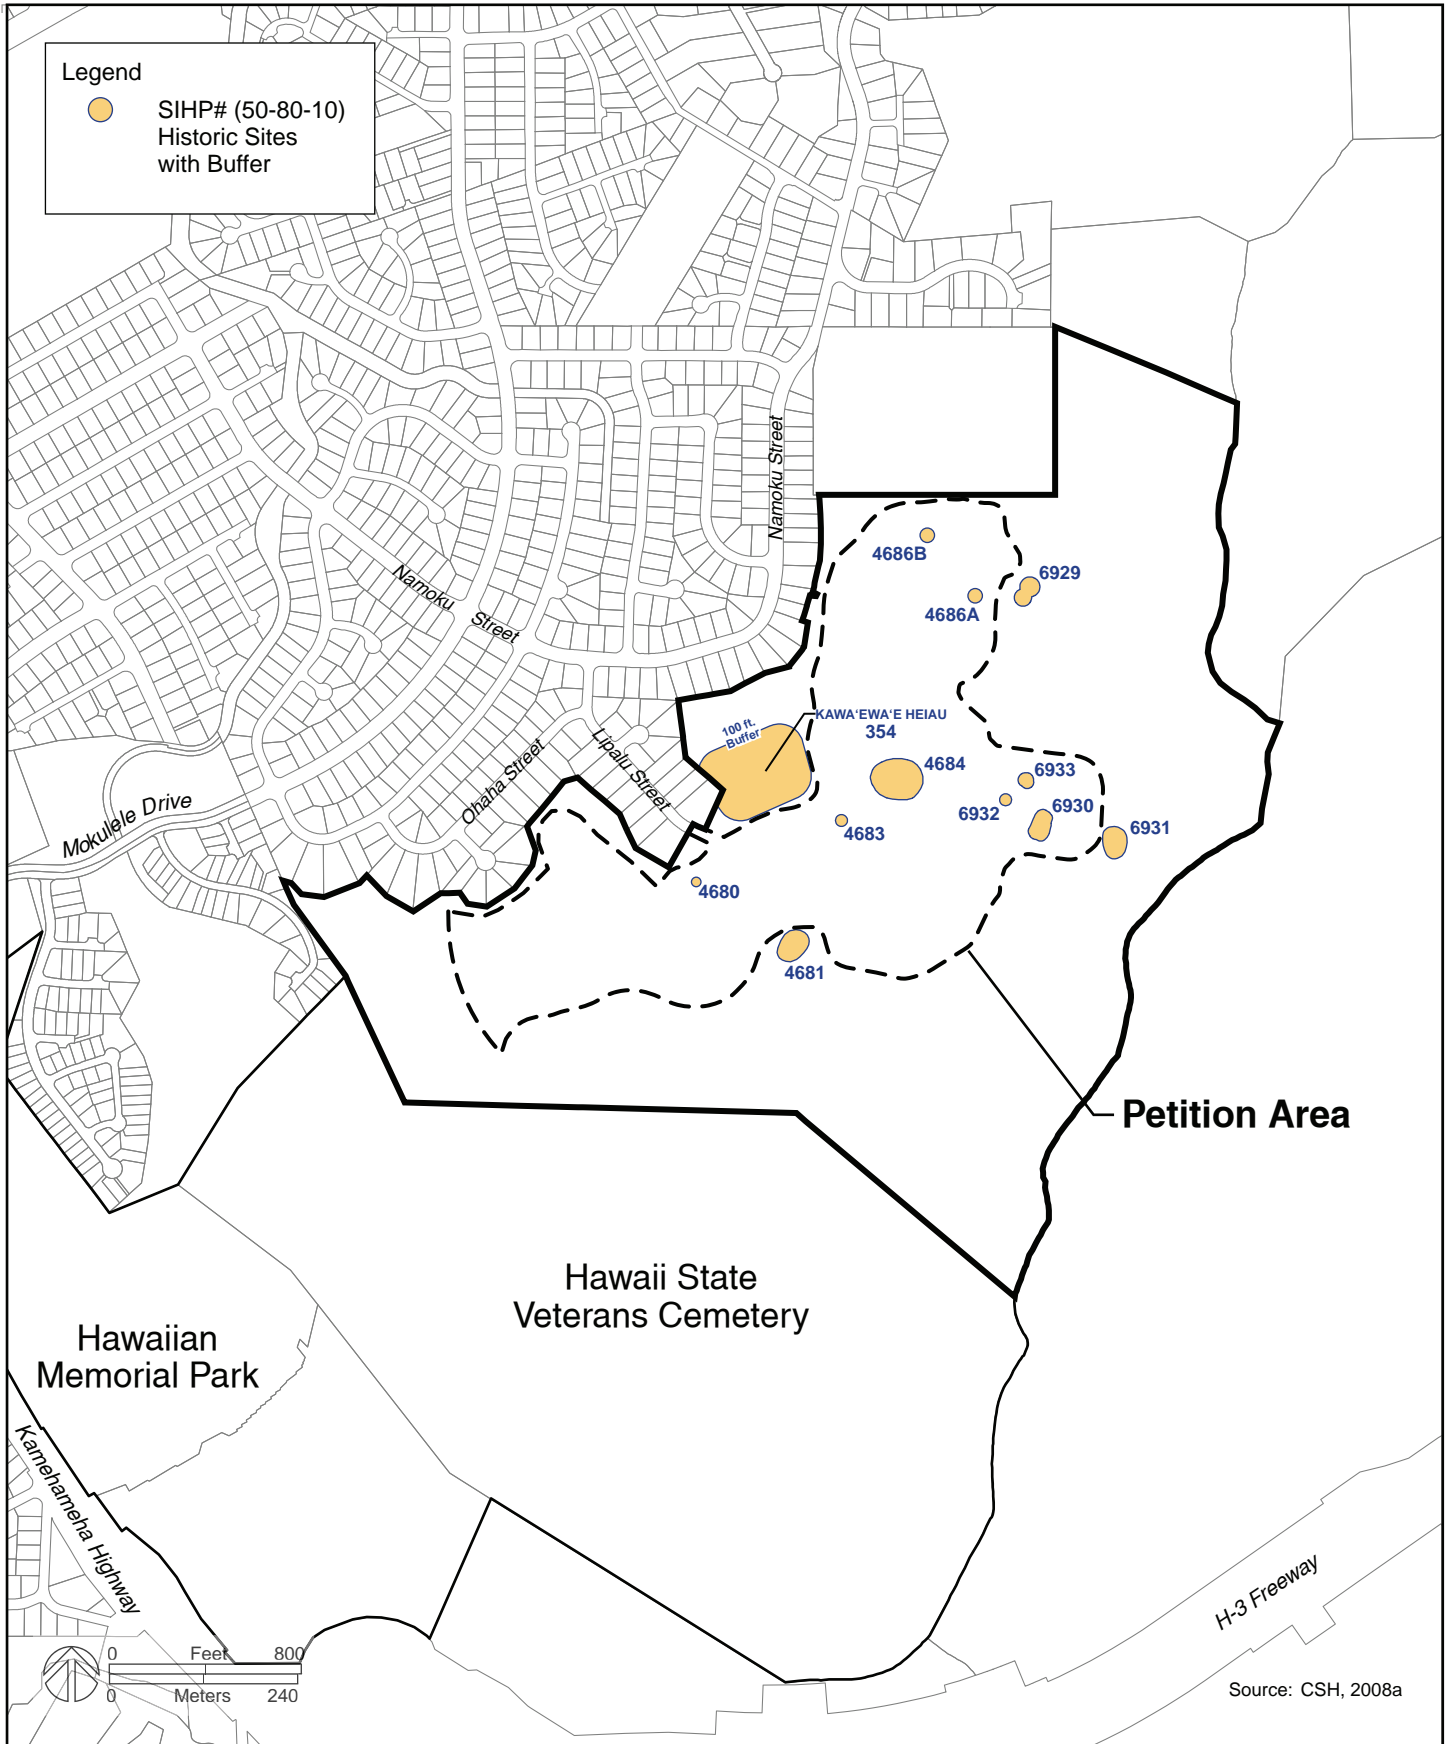 Legend
SIHP# (50-80-10)
Historic Sites
with Buffer
Namoku Street
4686B
6929
4686A
Namoku Street
100 ft.
Buffer
KAWAʻEWAʻE HEIAU
354
Lipalu Street
Ohaha Street
4684
6933
6932
6930
6931
4683
Mokulele Drive
4680
4681
Petition Area
Hawaii State
Veterans Cemetery
Hawaiian
Memorial Park
Kamehameha Highway
H-3 Freeway
0 Feet 800
0 Meters 240
Source: CSH, 2008a